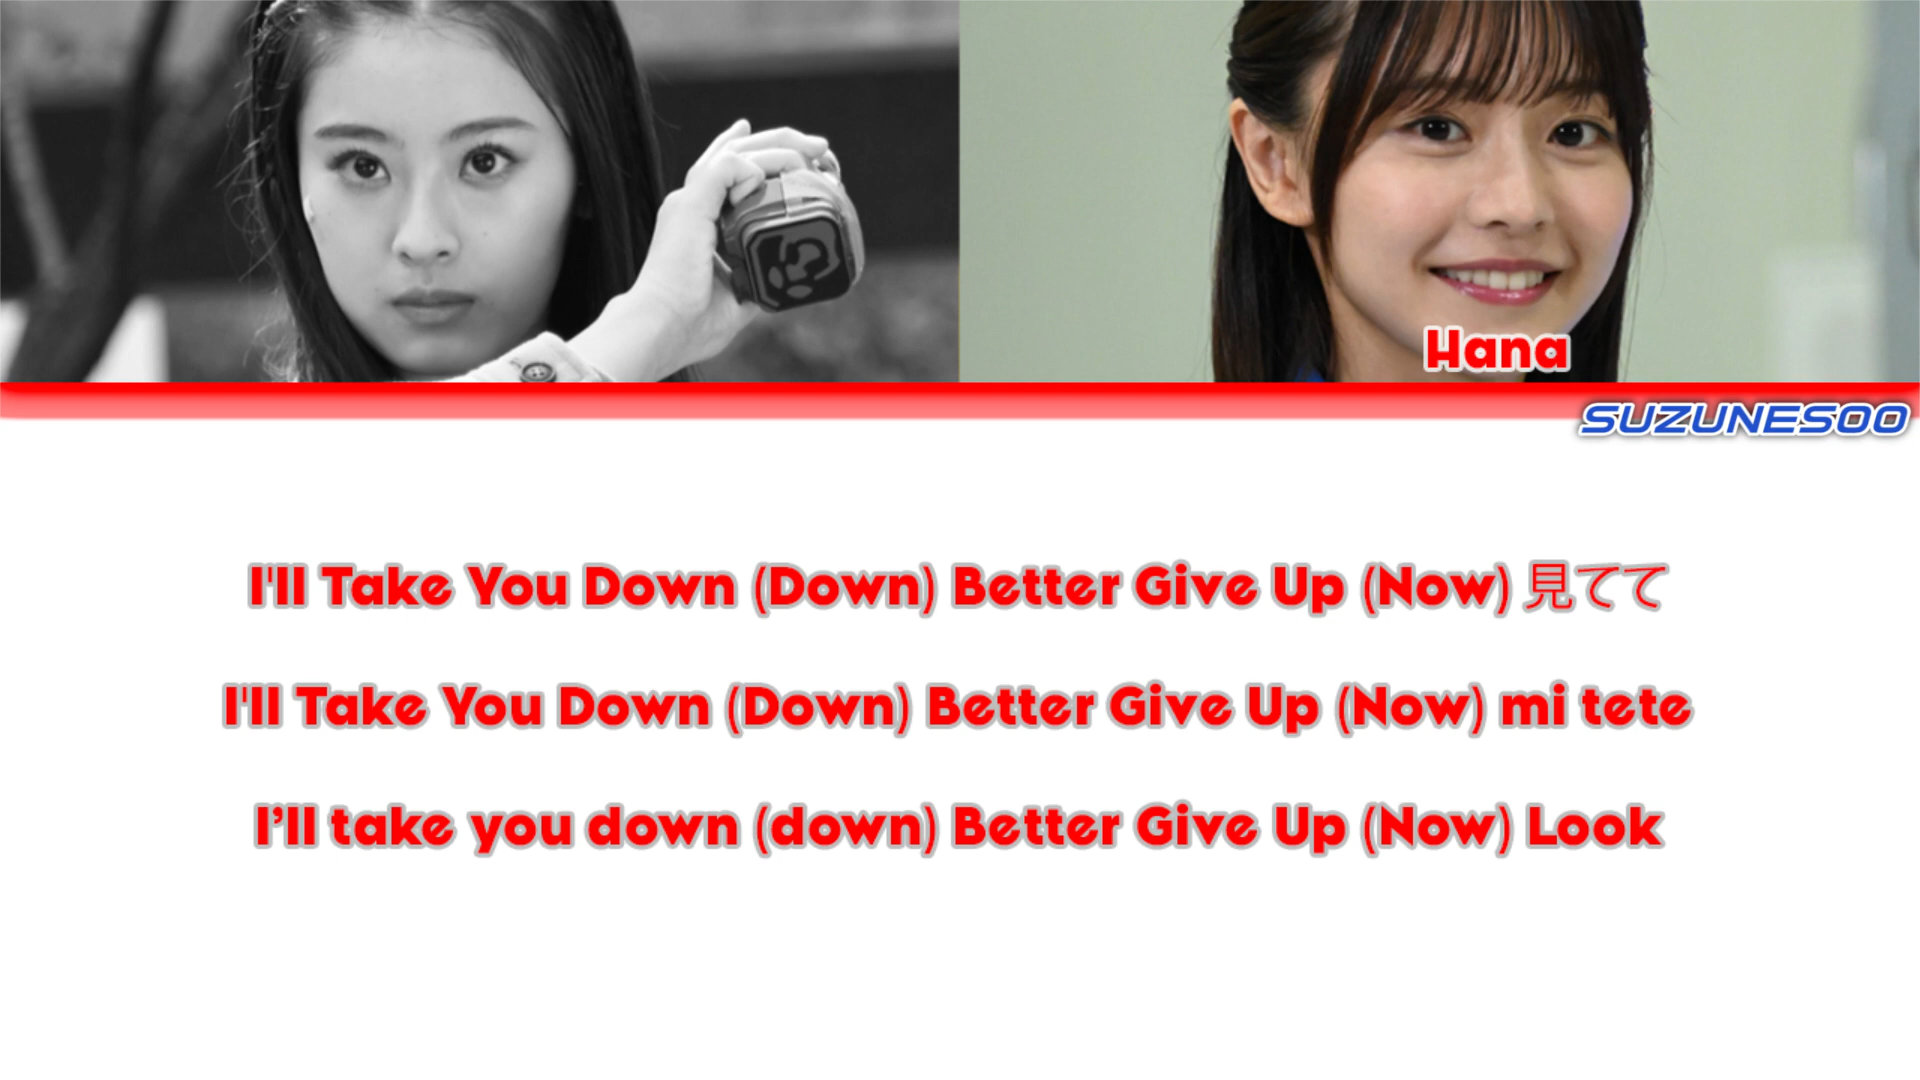 Hana
SUZUNESOO
I'll Take You Down (Down) Better Give Up (Now) 見てて
I'll Take You Down (Down) Better Give Up (Now) mi tete
I’ll take you down (down) Better Give Up (Now) Look